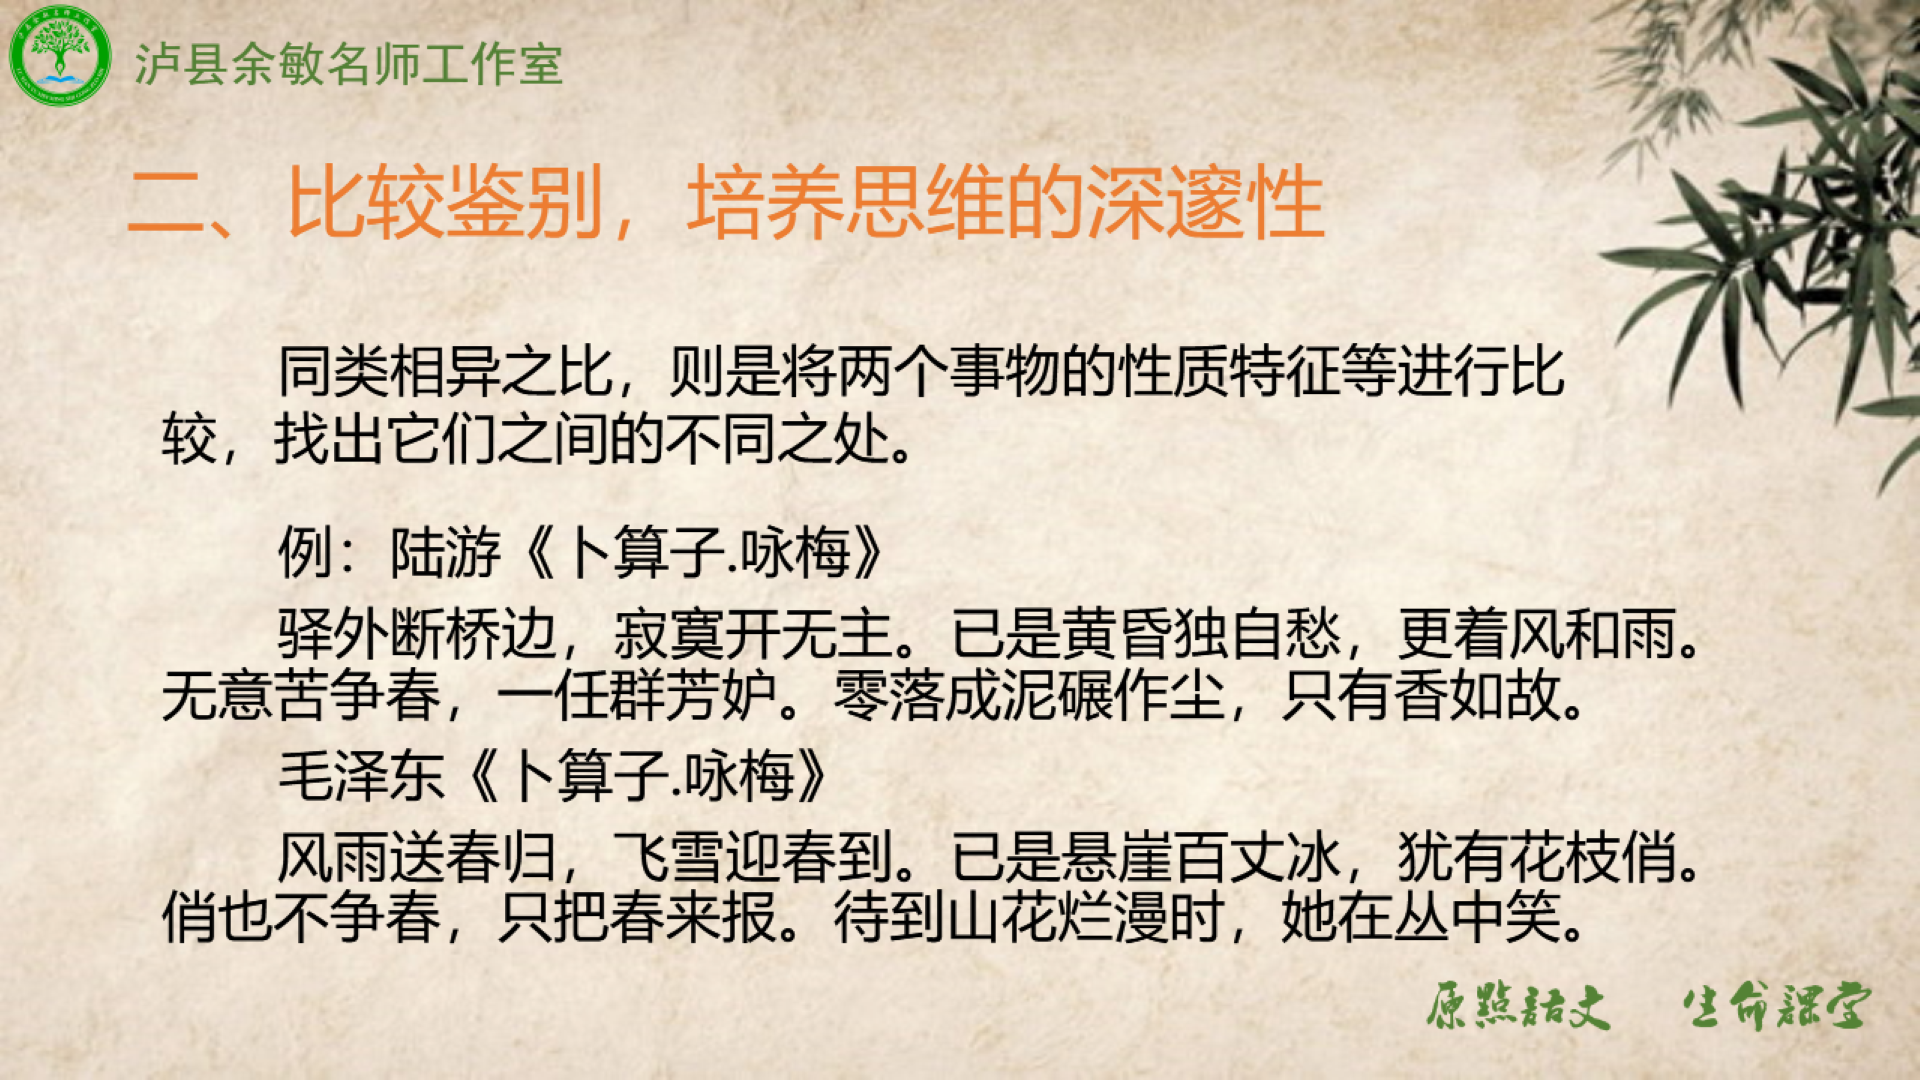 泸县余敏名师工作室
二、比较鉴别，培养思维的深邃性
同类相异之比，则是将两个事物的性质特征等进行比
较，找出它们之间的不同之处。
例：陆游《卜算子.咏梅》
驿外断桥边，寂寞开无主。已是黄昏独自愁，更着风和雨。
无意苦争春，一任群芳妒。零落成泥碾作尘，只有香如故。
毛泽东《卜算子.咏梅》
风雨送春归，飞雪迎春到。已是悬崖百丈冰，犹有花枝俏。
俏也不争春，只把春来报。待到山花烂漫时，她在丛中笑。
原點語文 生命課堂